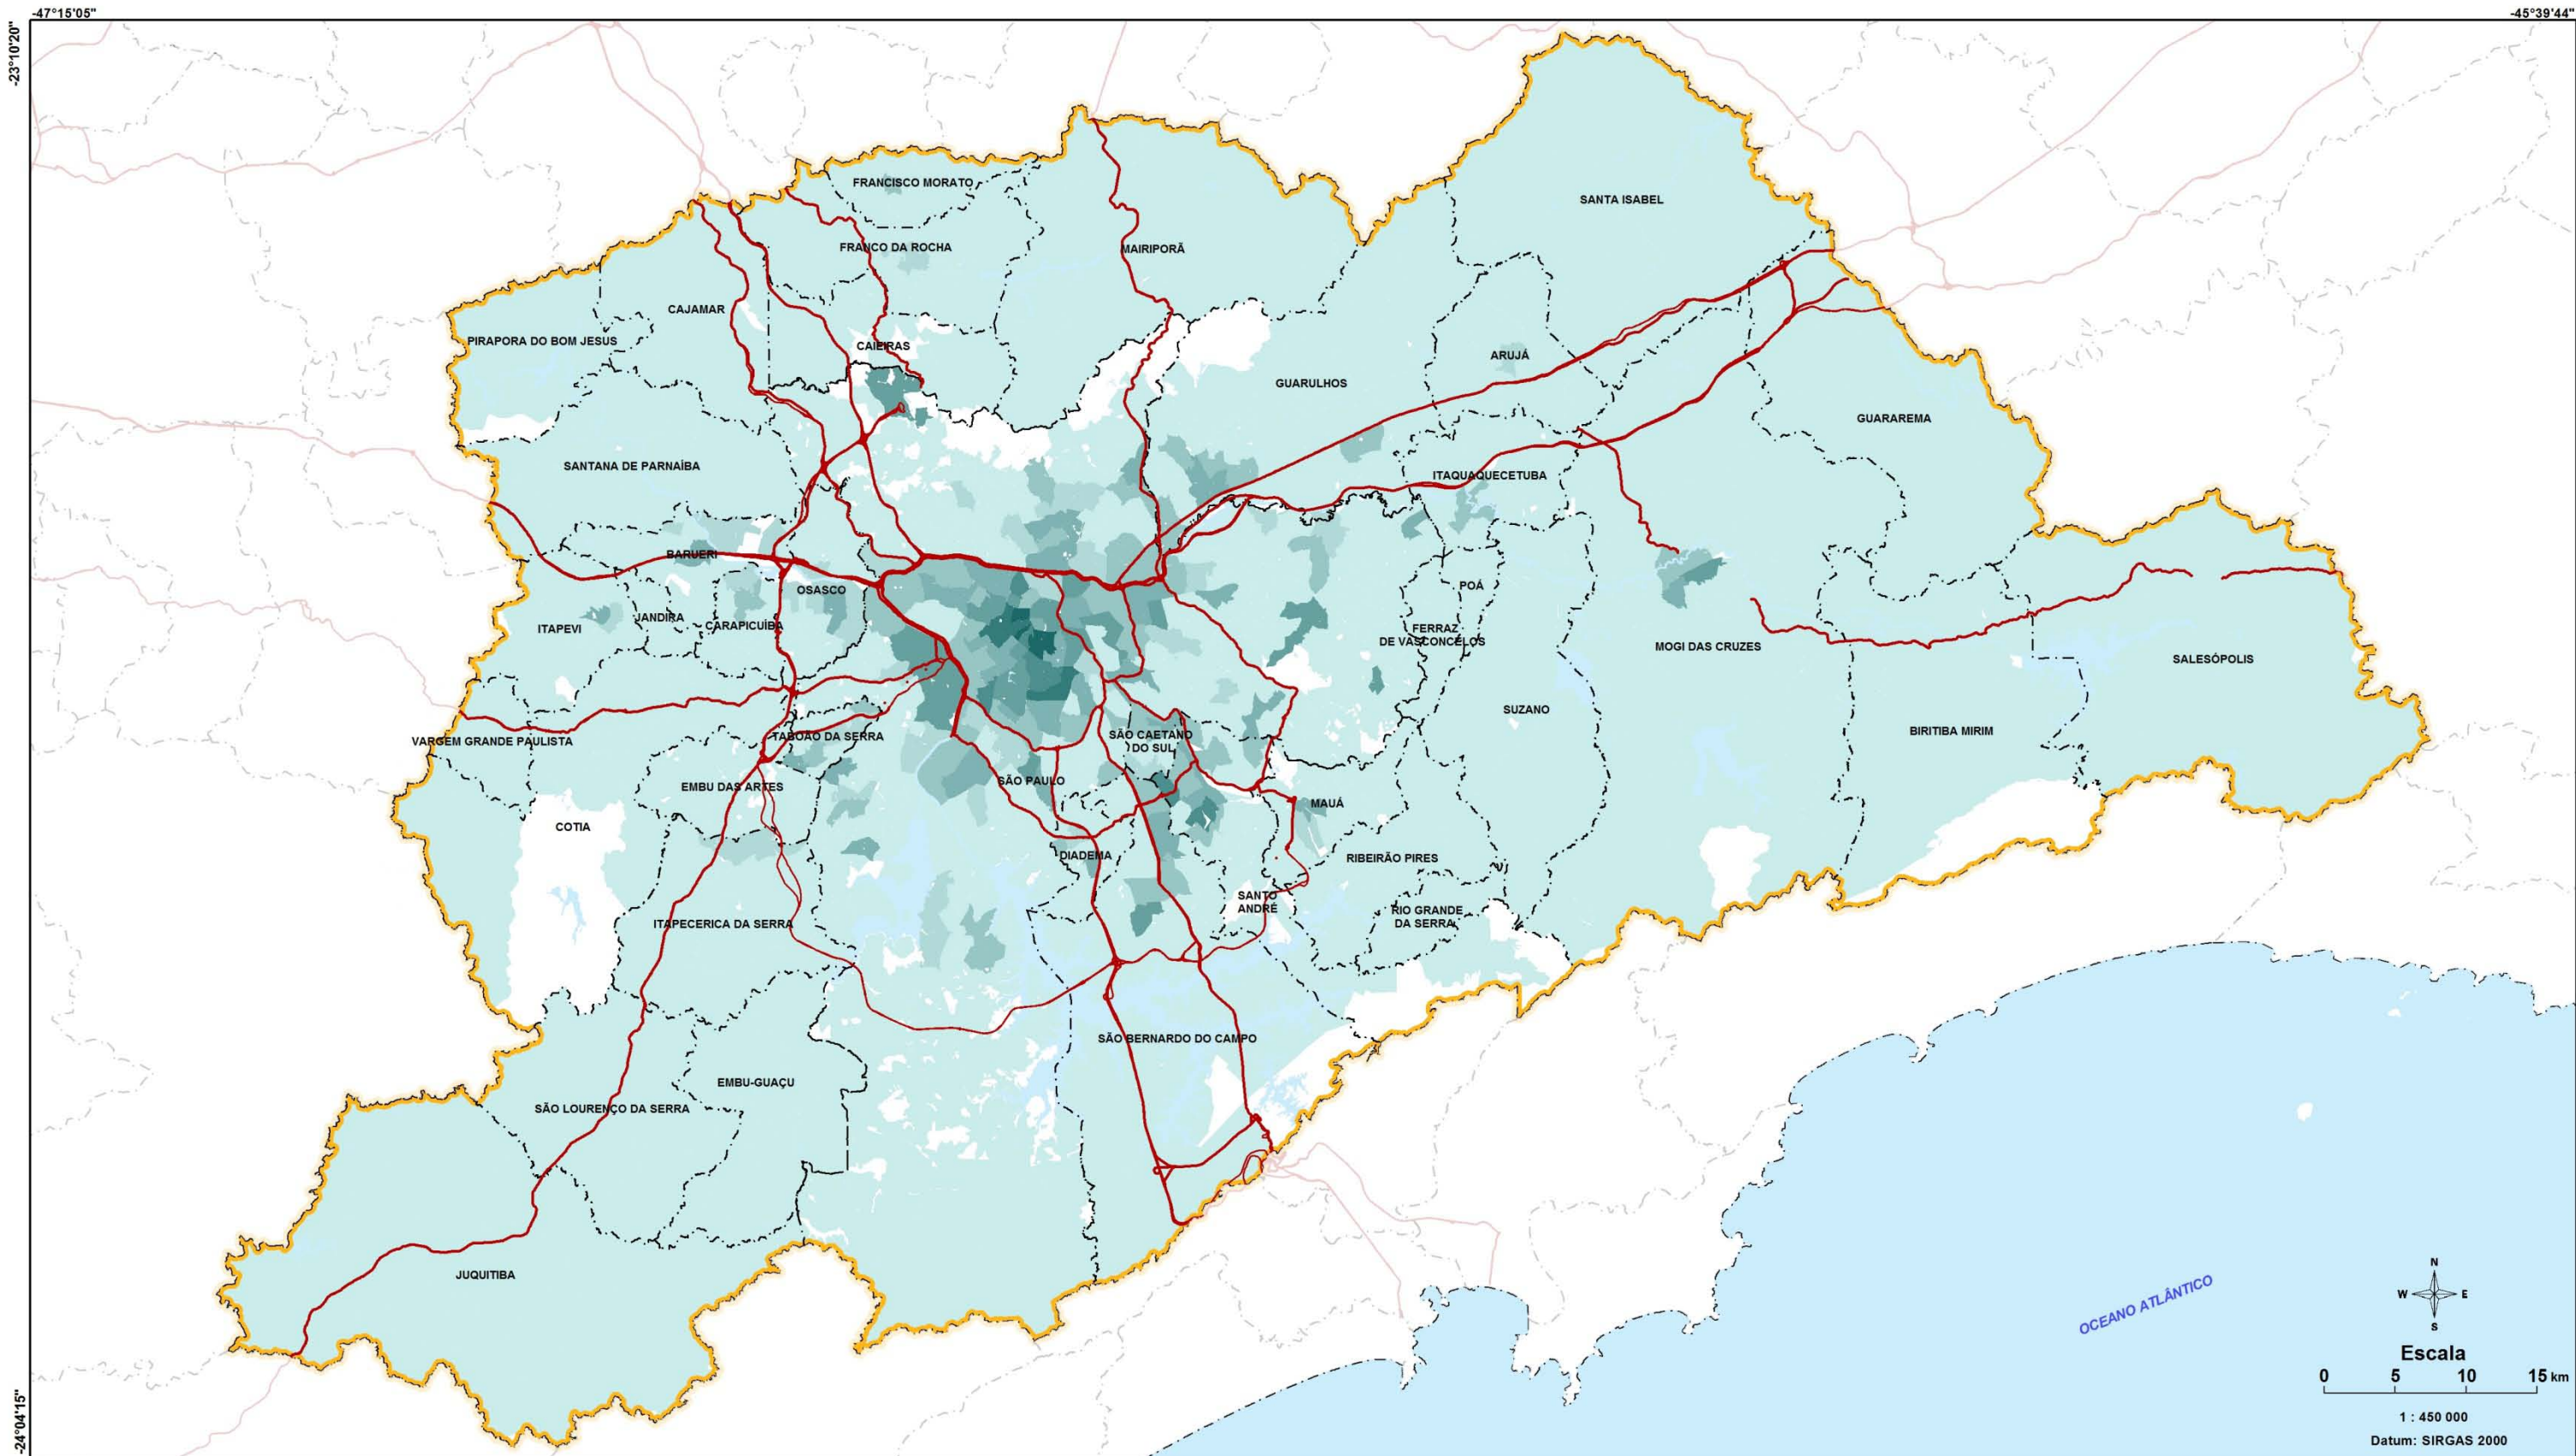 -47°15'05"
-45°39'44"
-23°10'20"
FRANCISCO MORATO
SANTA ISABEL
FRANCO DA ROCHA
MAIRIPORÃ
CAJAMAR
PIRAPORA DO BOM JESUS
CAIEIRAS
ARUJÁ
GUARULHOS
GUARAREMA
SANTANA DE PARNAÍBA
ITAQUAQUECETUBA
BARUERI
OSASCO
POÁ
JANDIRA
CARAPICUÍBA
ITAPEVI
FERRAZ
DE VASCONCELOS
MOGI DAS CRUZES
SALESÓPOLIS
SUZANO
BIRITIBA MIRIM
VARGEM GRANDE PAULISTA
TABOÃO DA SERRA
SÃO CAETANO
DO SUL
SÃO PAULO
EMBU DAS ARTES
MAUÁ
COTIA
DIADEMA
RIBEIRÃO PIRES
SANTO
ANDRÉ
RIO GRANDE
DA SERRA
ITAPECERICA DA SERRA
SÃO BERNARDO DO CAMPO
EMBU-GUAÇU
SÃO LOURENÇO DA SERRA
JUQUITIBA
OCEANO ATLÂNTICO
N
W E
S
Escala
0 5 10 15 km
1 : 450 000
Datum: SIRGAS 2000
-24°04'15"